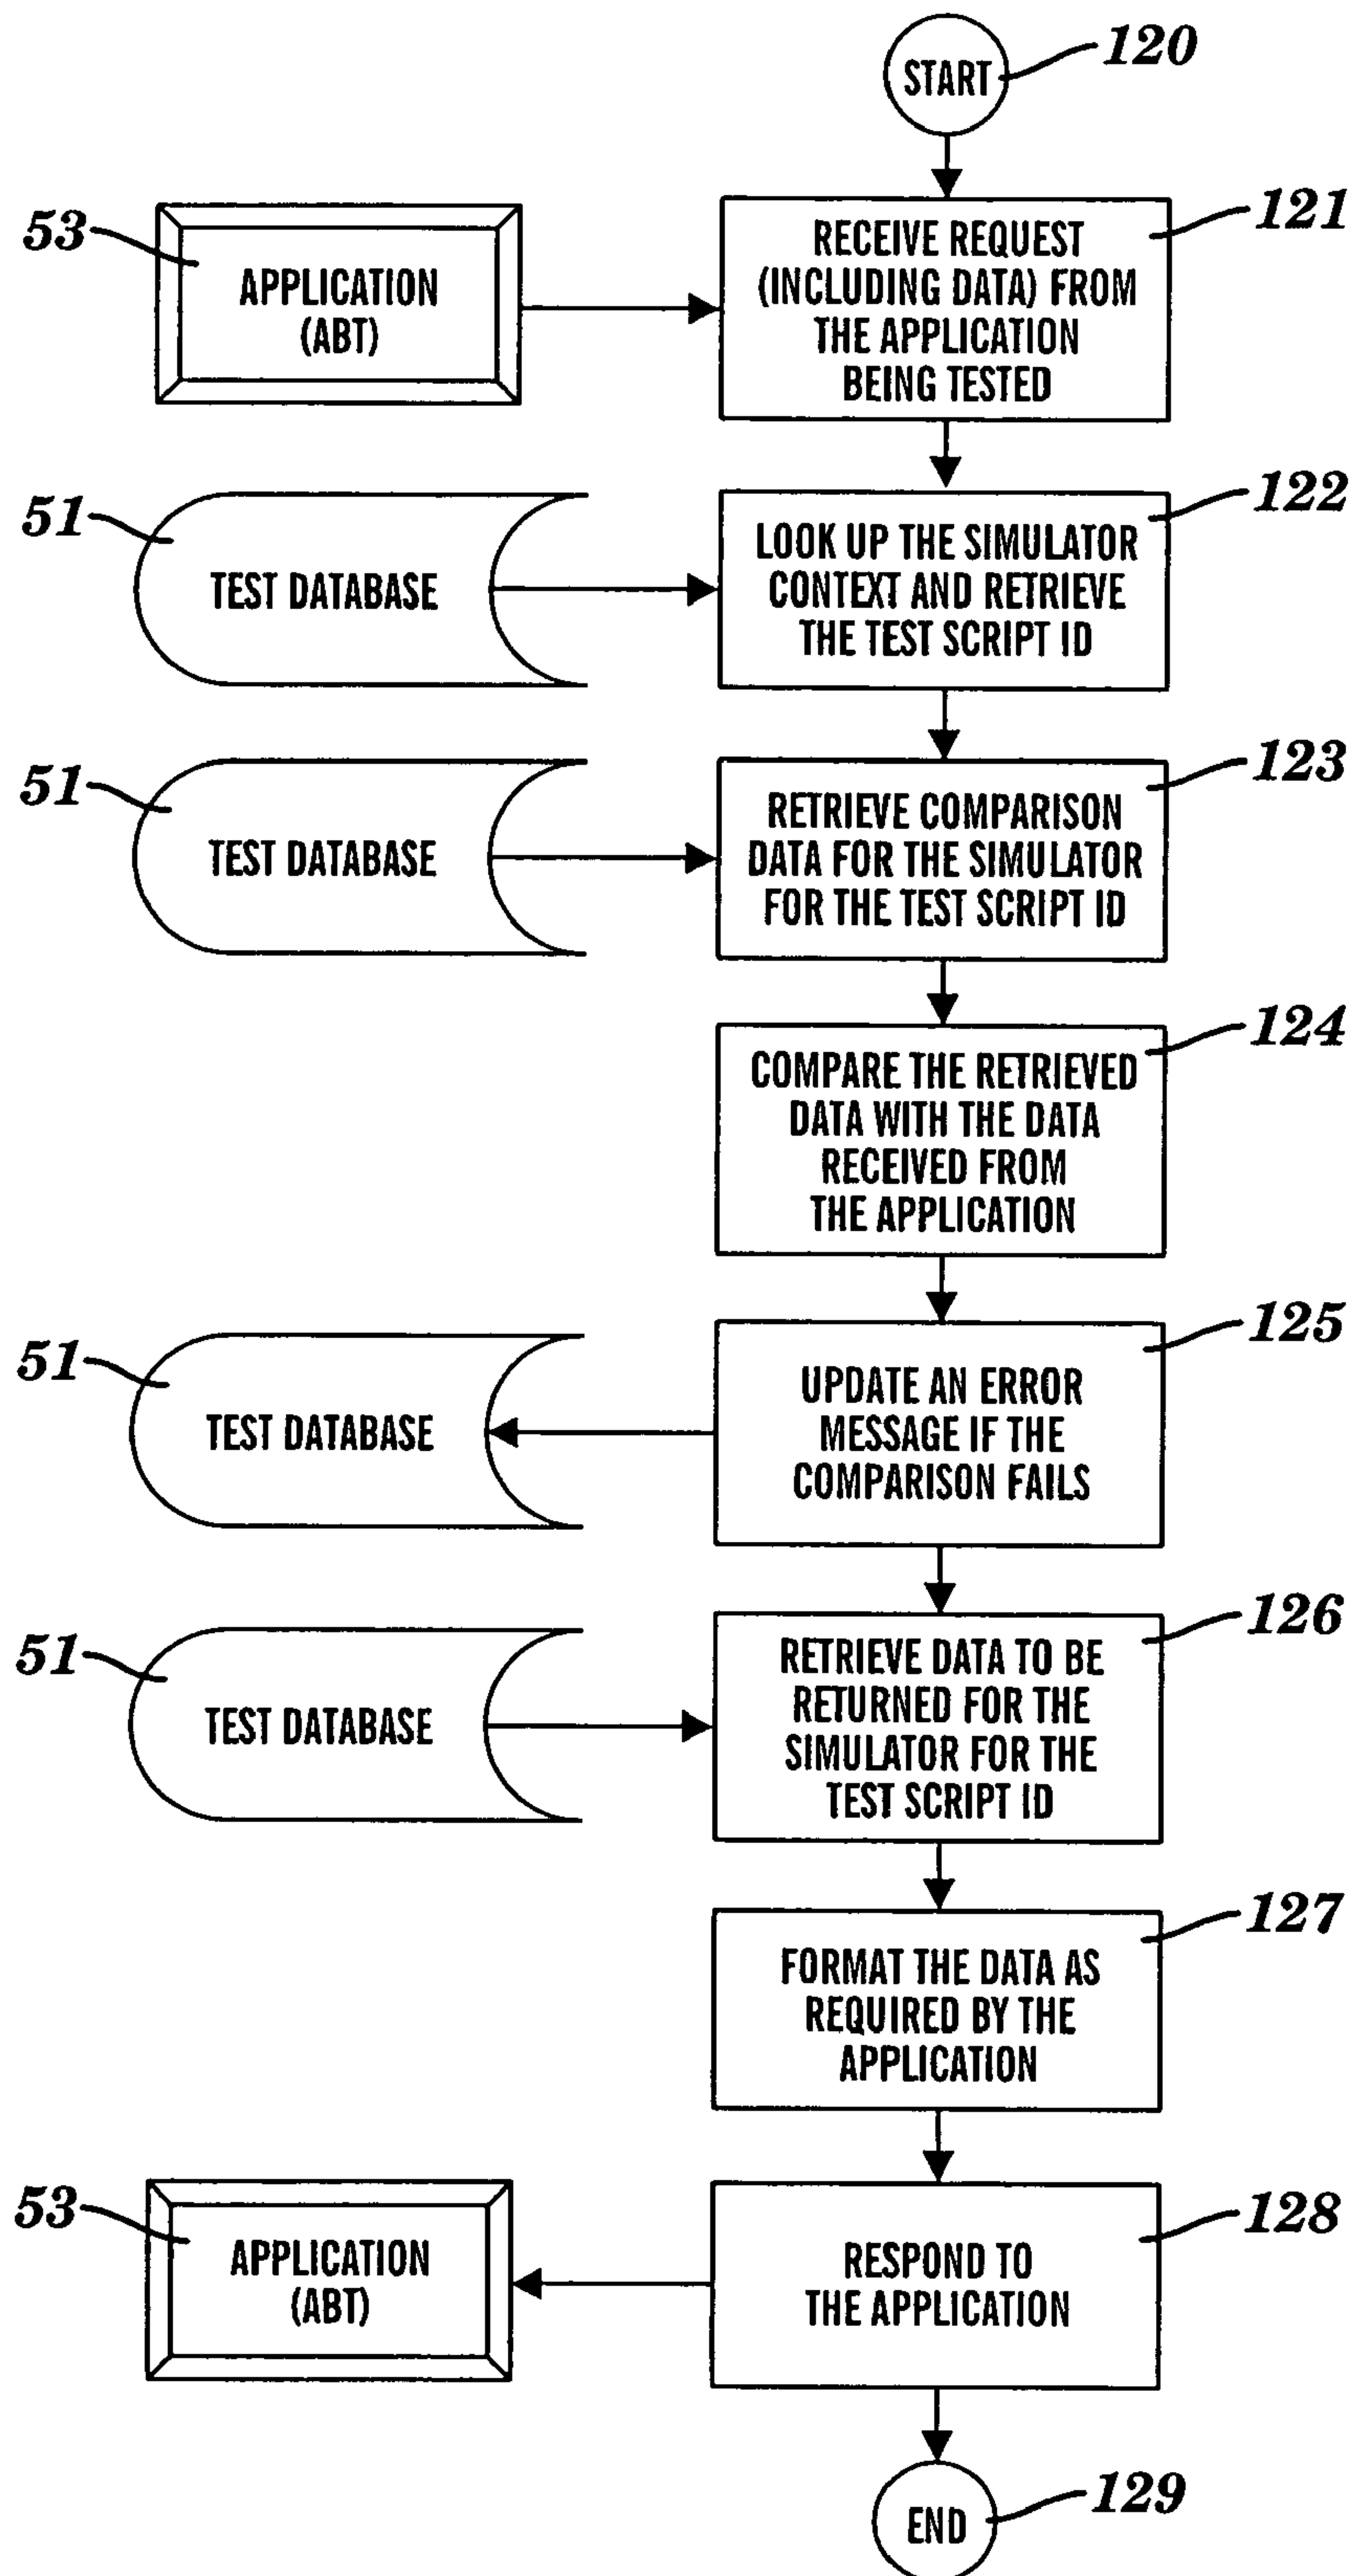 START
120
53
APPLICATION
(ABT)
RECEIVE REQUEST
(INCLUDING DATA) FROM
THE APPLICATION
BEING TESTED
121
51
TEST DATABASE
LOOK UP THE SIMULATOR
CONTEXT AND RETRIEVE
THE TEST SCRIPT ID
122
51
TEST DATABASE
RETRIEVE COMPARISON
DATA FOR THE SIMULATOR
FOR THE TEST SCRIPT ID
123
COMPARE THE RETRIEVED
DATA WITH THE DATA
RECEIVED FROM
THE APPLICATION
124
51
TEST DATABASE
UPDATE AN ERROR
MESSAGE IF THE
COMPARISON FAILS
125
51
TEST DATABASE
RETRIEVE DATA TO BE
RETURNED FOR THE
SIMULATOR FOR THE
TEST SCRIPT ID
126
FORMAT THE DATA AS
REQUIRED BY THE
APPLICATION
127
53
APPLICATION
(ABT)
RESPOND TO
THE APPLICATION
128
END
129